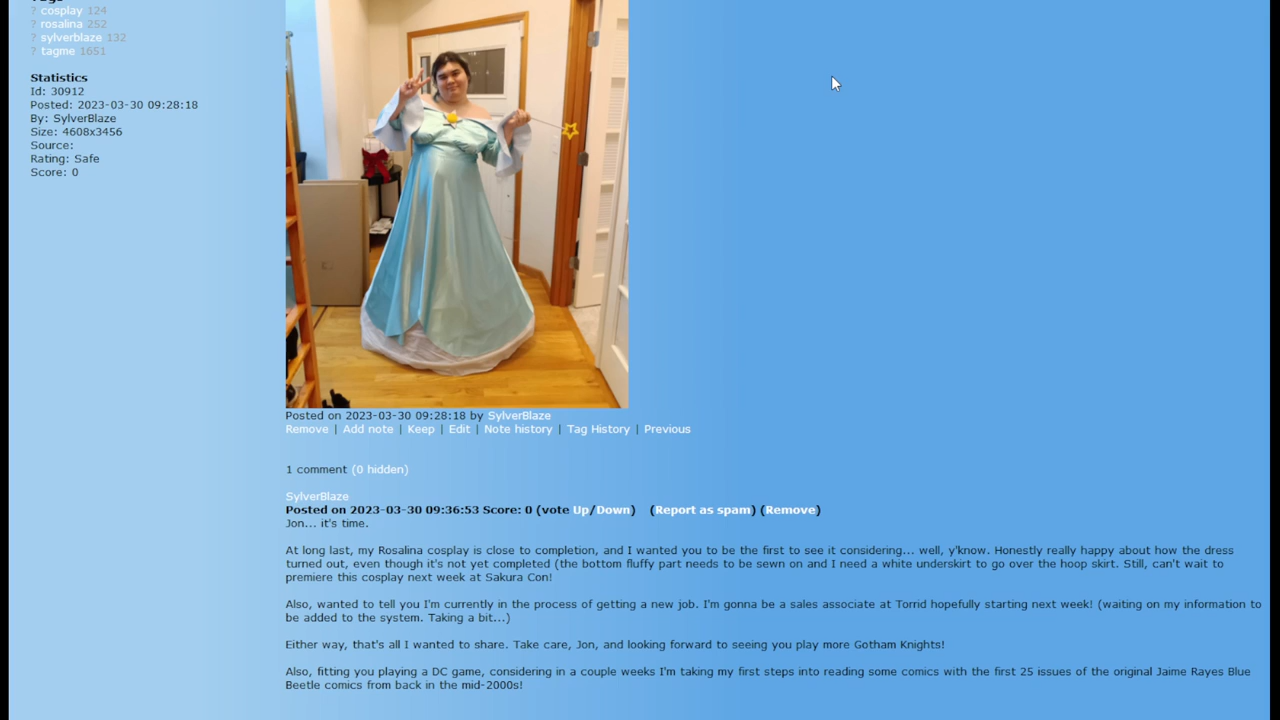 ? cosplay 124
? rosalina 252
? sylverblaze 132
? tagme 1651
Statistics
Id: 30912
Posted: 2023-03-30 09:28:18
By: SylverBlaze
Size: 4608x3456
Source:
Rating: Safe
Score: 0
Posted on 2023-03-30 09:28:18 by SylverBlaze
Remove | Add note | Keep | Edit | Note history | Tag History | Previous
1 comment (0 hidden)
SylverBlaze
Posted on 2023-03-30 09:36:53 Score: 0 (vote Up/Down) (Report as spam) (Remove)
Jon... it's time.
At long last, my Rosalina cosplay is close to completion, and I wanted you to be the first to see it considering... well, y'know. Honestly really happy about how the dress
turned out, even though it's not yet completed (the bottom fluffy part needs to be sewn on and I need a white underskirt to go over the hoop skirt. Still, can't wait to
premiere this cosplay next week at Sakura Con!
Also, wanted to tell you I'm currently in the process of getting a new job. I'm gonna be a sales associate at Torrid hopefully starting next week! (waiting on my information to
be added to the system. Taking a bit...)
Either way, that's all I wanted to share. Take care, Jon, and looking forward to seeing you play more Gotham Knights!
Also, fitting you playing a DC game, considering in a couple weeks I'm taking my first steps into reading some comics with the first 25 issues of the original Jaime Rayes Blue
Beetle comics from back in the mid-2000s!